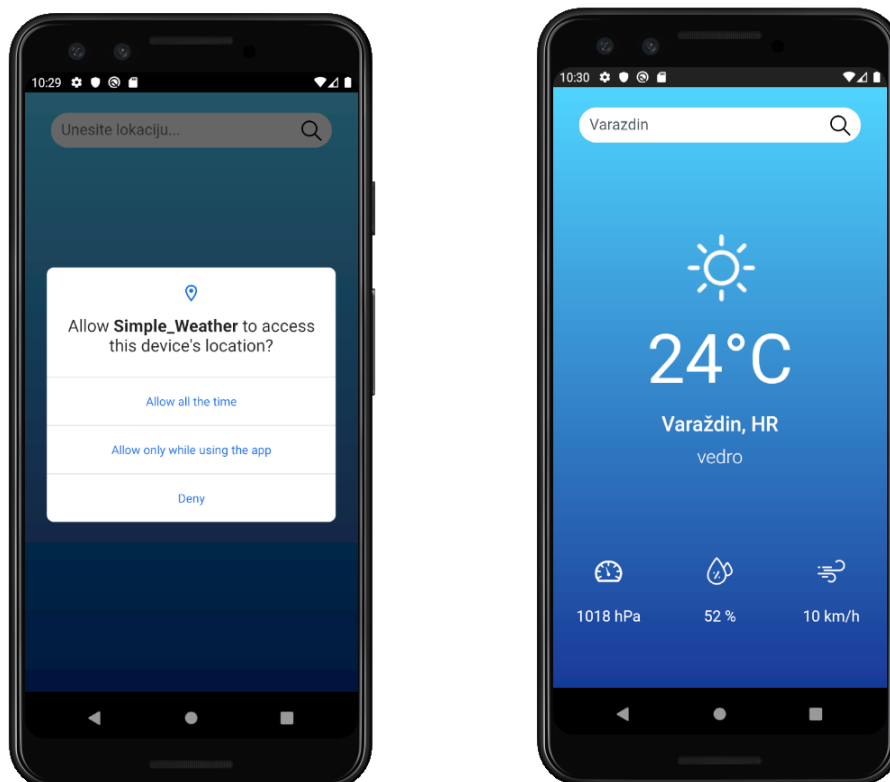 10:29
Unesite lokaciju...
Allow Simple_Weather to access
this device's location?
Allow all the time
Allow only while using the app
Deny
10:30
Varazdin
24°C
Varaždin, HR
vedro
1018 hPa
52 %
10 km/h